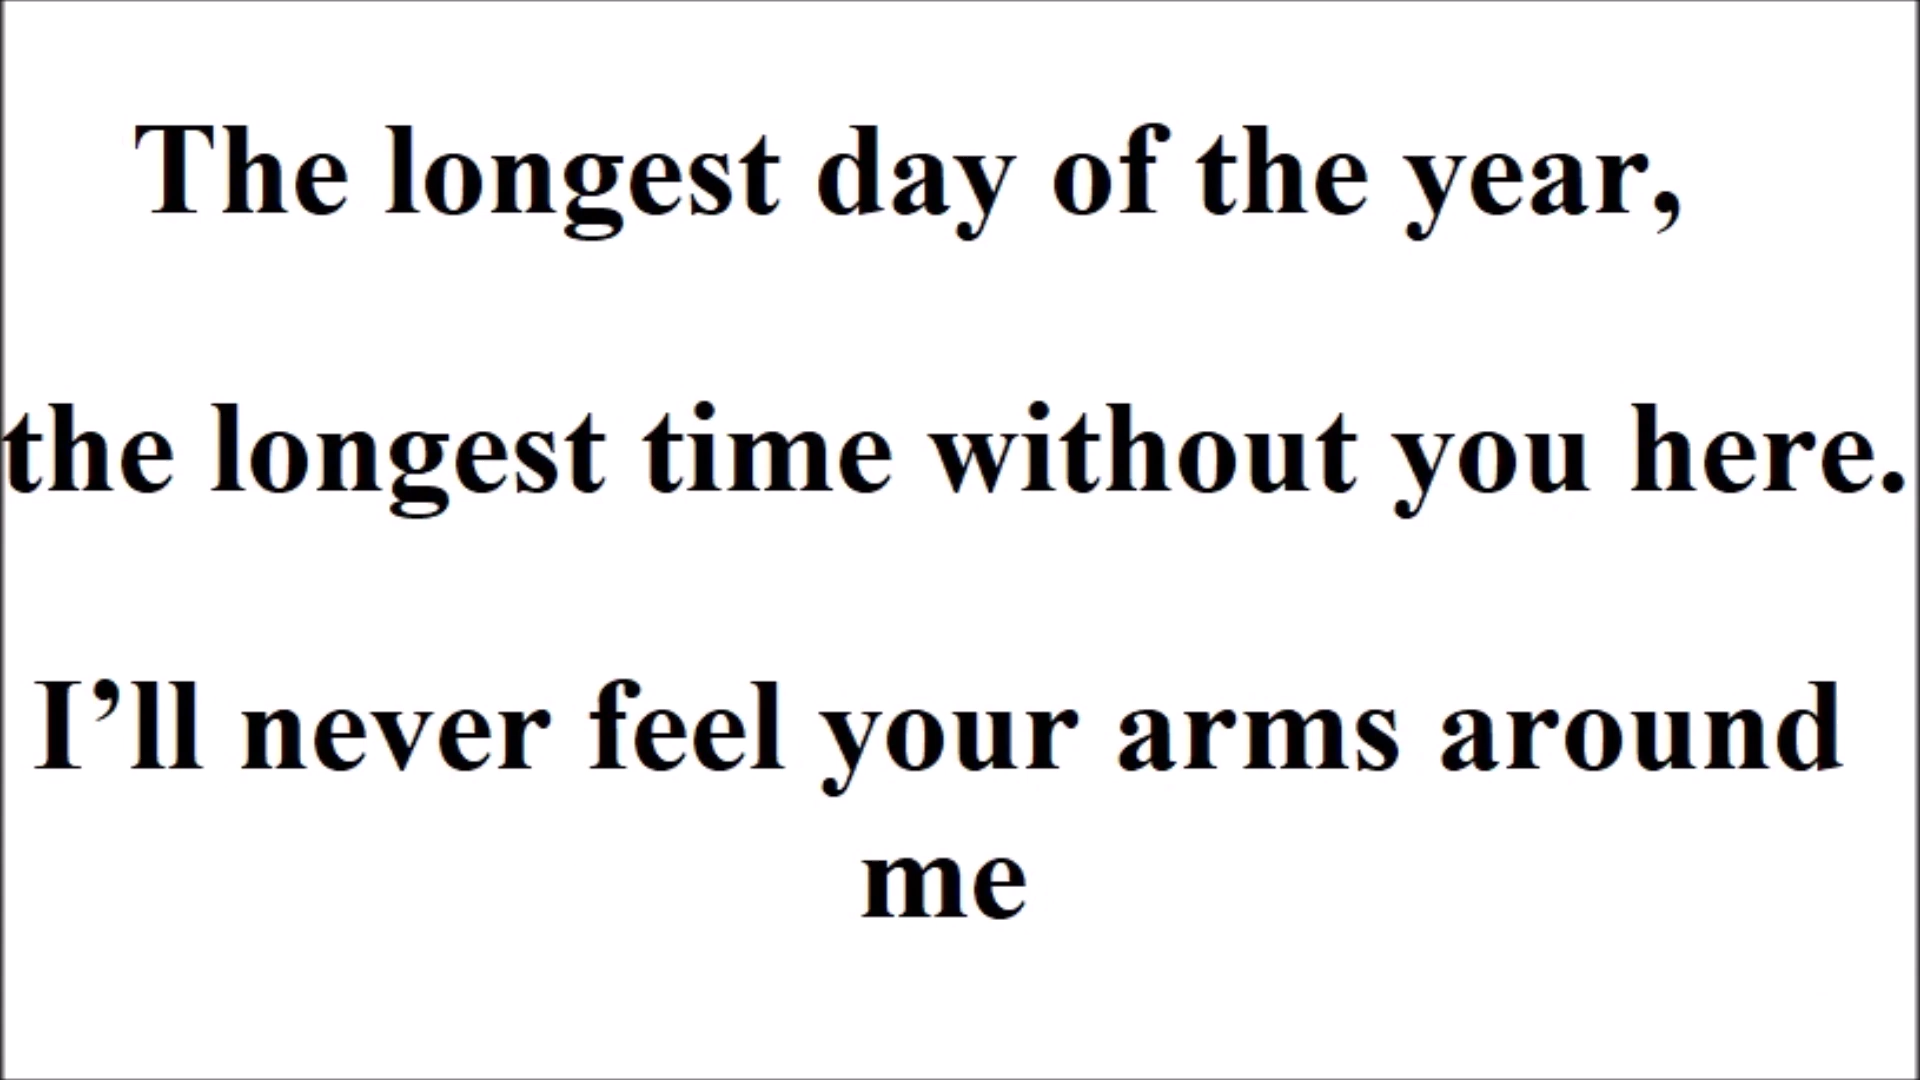 The longest day of the year,
the longest time without you here.
I’ll never feel your arms around
me